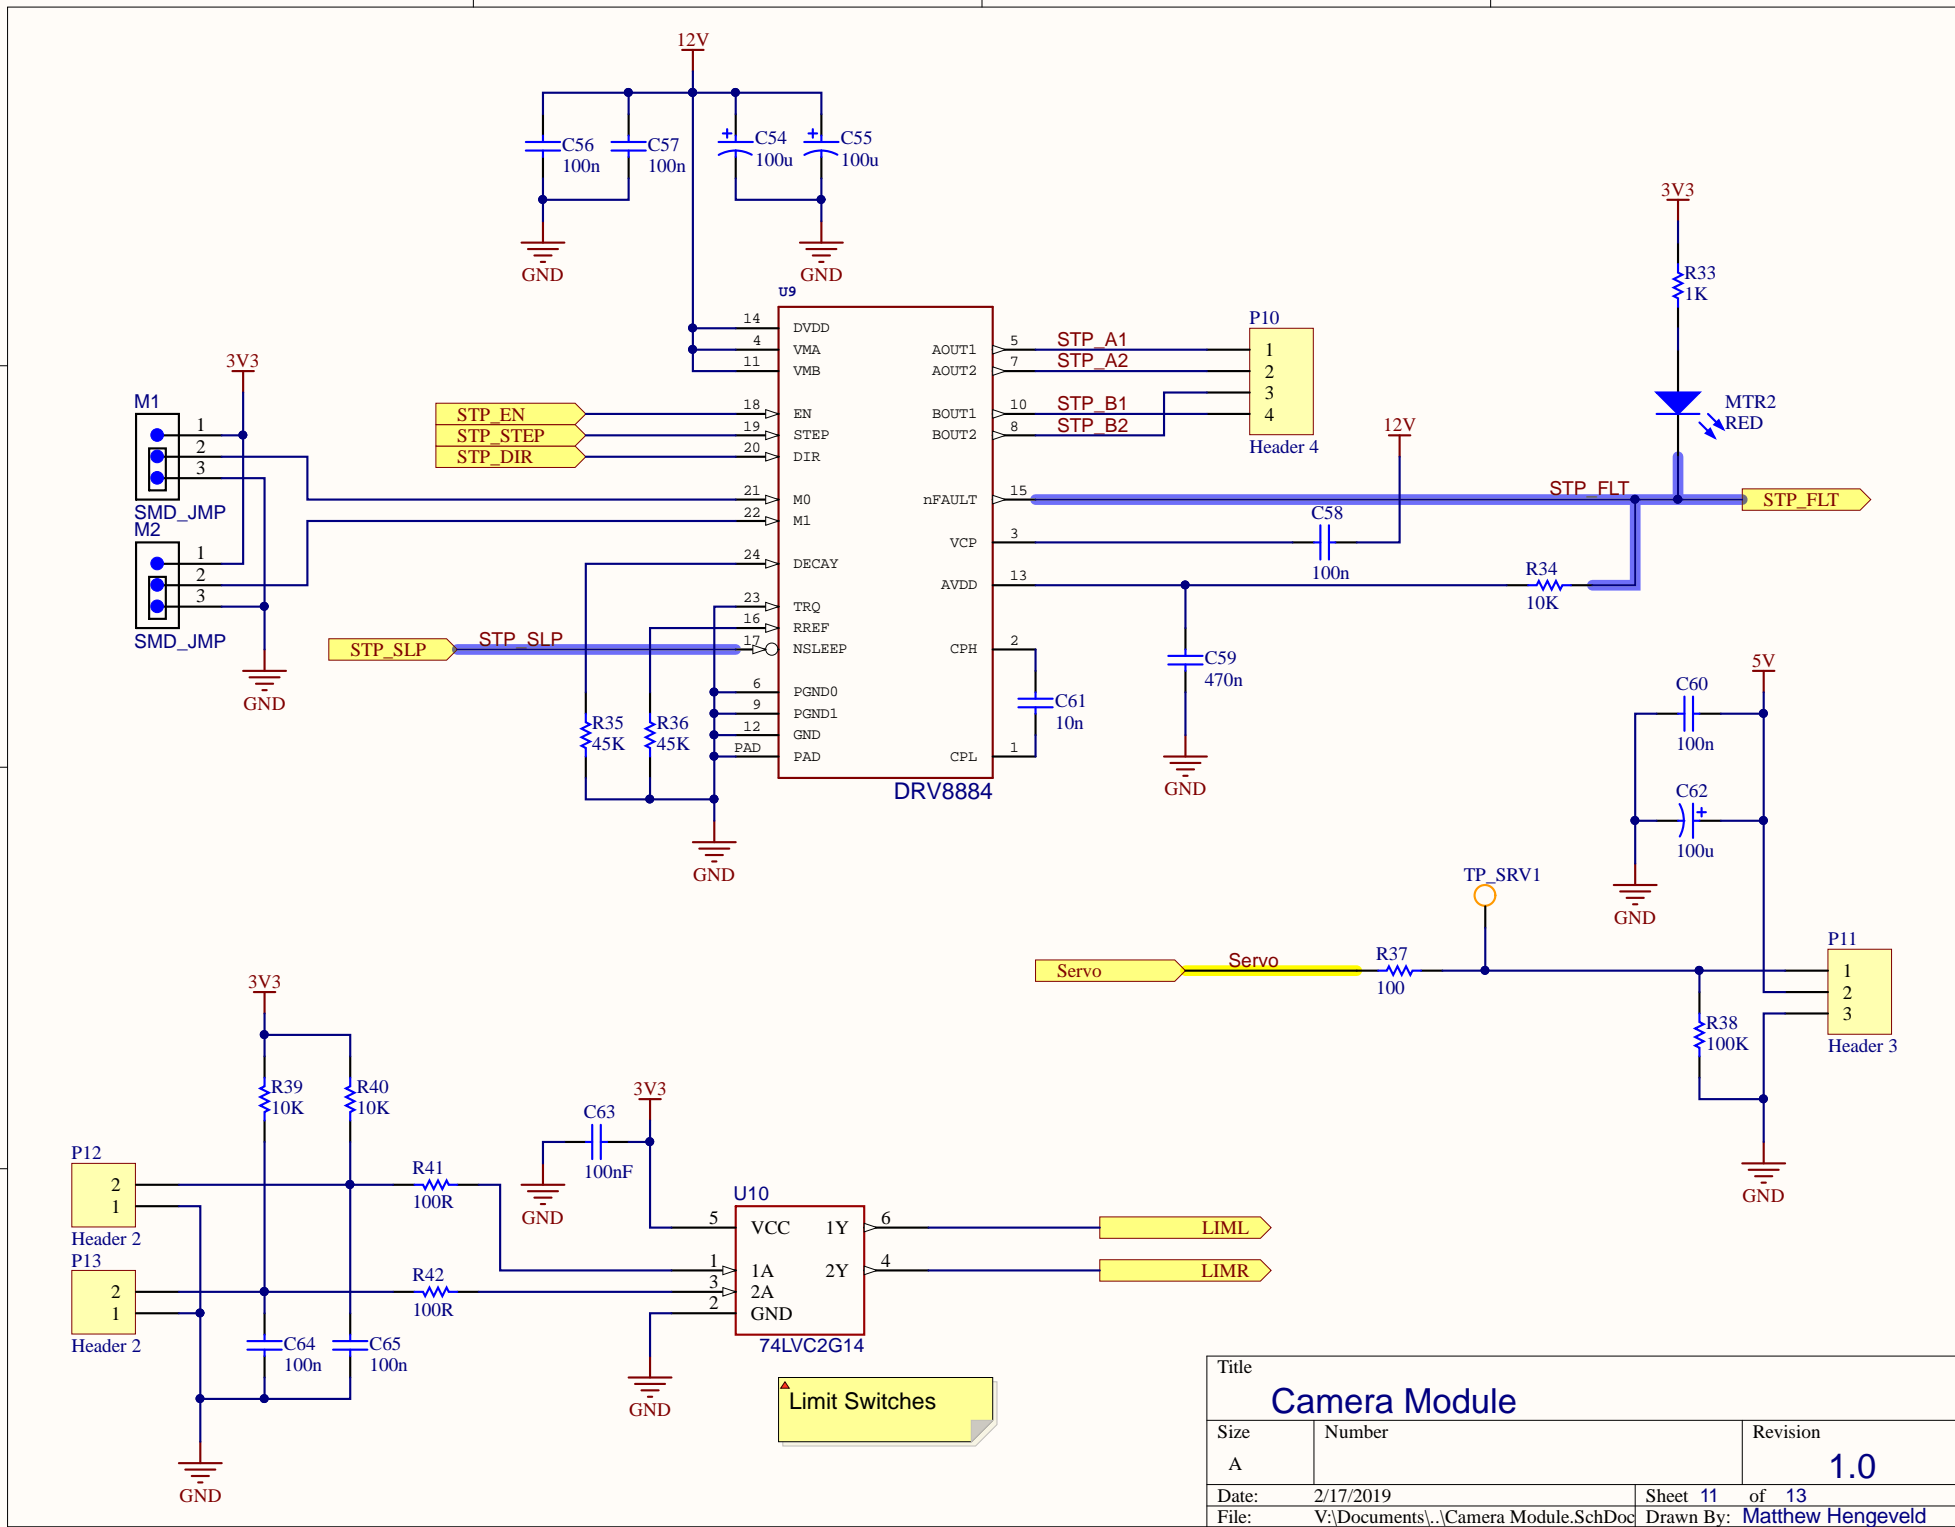 12V
C56
100n
C57
100n
C54
100u
C55
100u
GND
GND
3V3
R33
1K
MTR2
RED
U9
14 DVDD
4 VMA
11 VMB
18 EN
19 STEP
20 DIR
21 M0
22 M1
24 DECAY
23 TRQ
16 RREF
17 NSLEEP
6 PGND0
9 PGND1
12 GND
PAD PAD
AOUT1 5
AOUT2 7
BOUT1 10
BOUT2 8
nFAULT 15
VCP 3
AVDD 13
CPH 2
CPL 1
DRV8884
STP_A1
STP_A2
STP_B1
STP_B2
P10
1
2
3
4
Header 4
3V3
M1
1
2
3
SMD_JMP
M2
1
2
3
SMD_JMP
GND
STP_EN
STP_STEP
STP_DIR
STP_SLP
STP_SLP
R35
45K
R36
45K
GND
12V
STP_FLT
STP_FLT
C58
100n
R34
10K
C59
470n
GND
C61
10n
5V
C60
100n
C62
100u
GND
TP_SRV1
Servo
Servo
R37
100
R38
100K
P11
1
2
3
Header 3
GND
3V3
R39
10K
R40
10K
P12
2
1
Header 2
P13
2
1
Header 2
R41
100R
R42
100R
C64
100n
C65
100n
GND
3V3
C63
100nF
GND
U10
5 VCC
1 1A
3 2A
2 GND
1Y 6
2Y 4
74LVC2G14
GND
LIML
LIMR
Limit Switches
Title
Camera Module
Size
A
Number
Revision
1.0
Date: 2/17/2019
Sheet 11 of 13
File: V:\Documents\..\Camera Module.SchDoc
Drawn By: Matthew Hengeveld